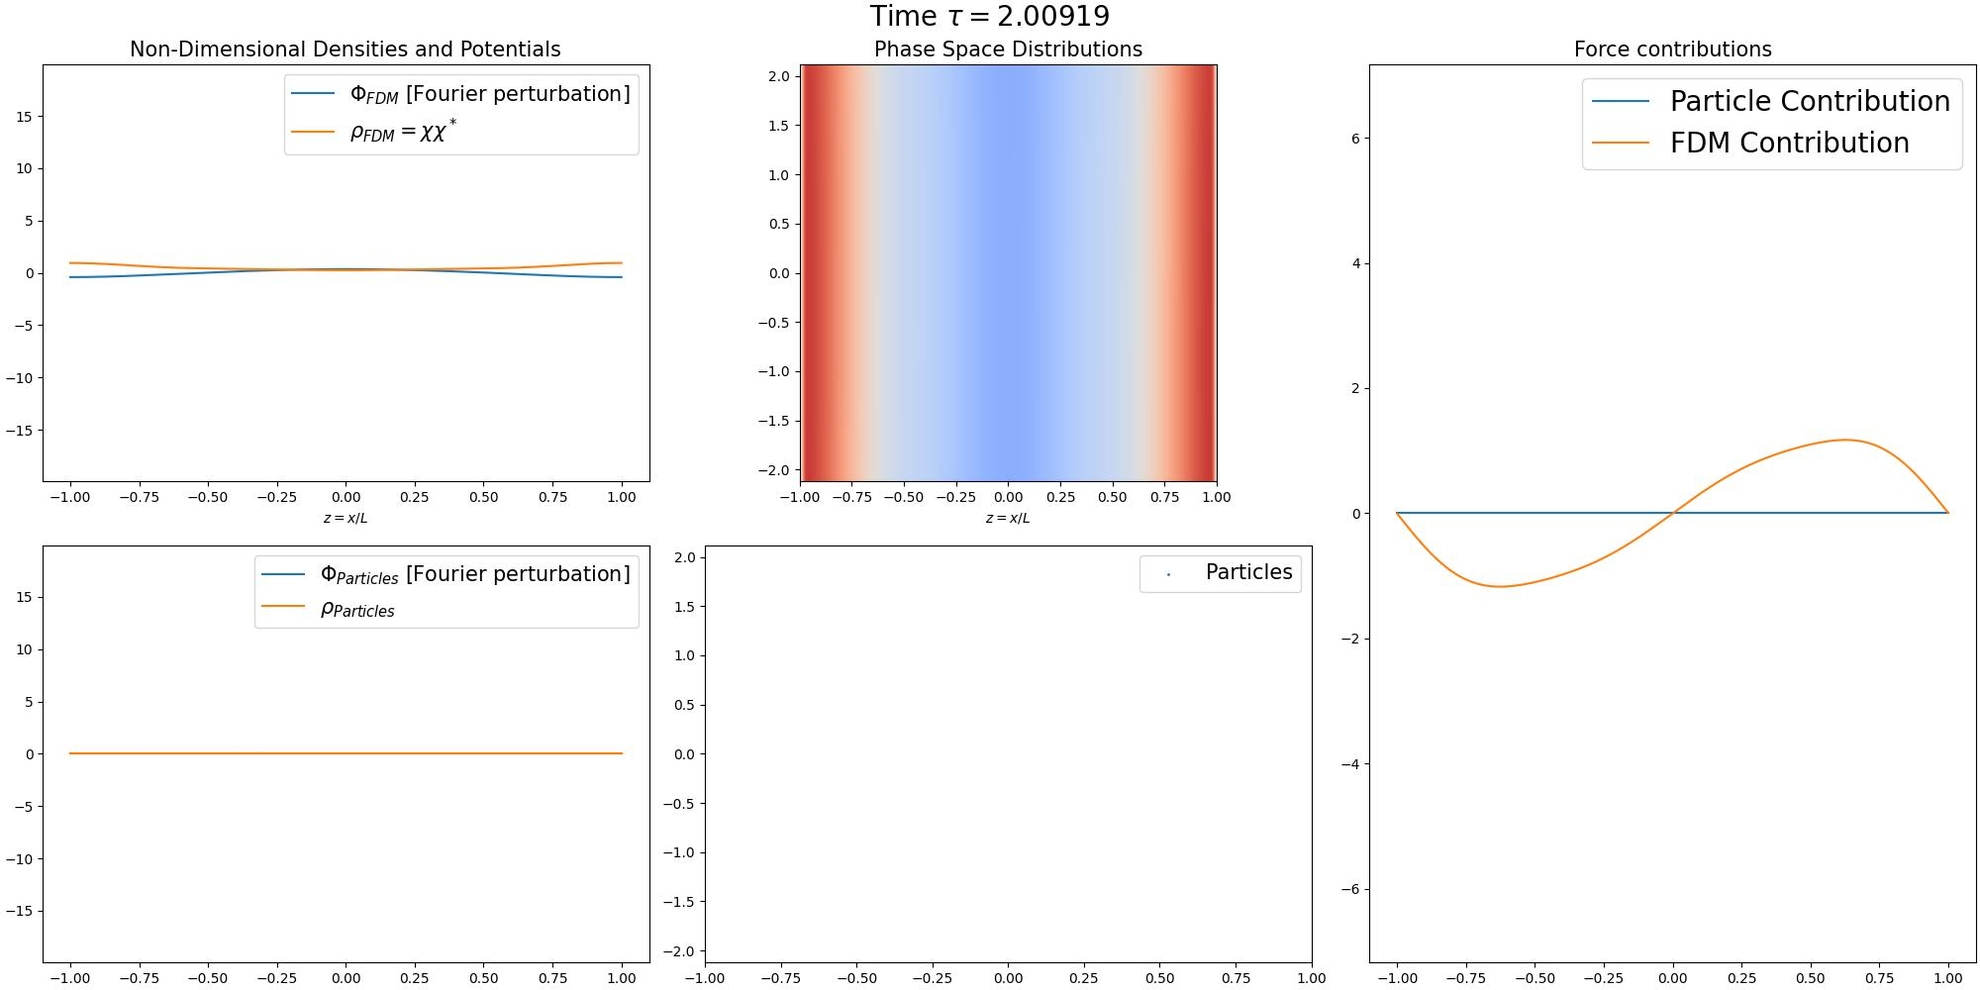 Time τ = 2.00919
Non-Dimensional Densities and Potentials
Φ_FDM [Fourier perturbation]
ρ_FDM = χχ*
15
10
5
0
−5
−10
−15
−1.00 −0.75 −0.50 −0.25 0.00 0.25 0.50 0.75 1.00
z = x/L
Phase Space Distributions
2.0
1.5
1.0
0.5
0.0
−0.5
−1.0
−1.5
−2.0
−1.00 −0.75 −0.50 −0.25 0.00 0.25 0.50 0.75 1.00
z = x/L
Force contributions
Particle Contribution
FDM Contribution
6
4
2
0
−2
−4
−6
−1.00 −0.75 −0.50 −0.25 0.00 0.25 0.50 0.75 1.00
Φ_Particles [Fourier perturbation]
ρ_Particles
15
10
5
0
−5
−10
−15
−1.00 −0.75 −0.50 −0.25 0.00 0.25 0.50 0.75 1.00
Particles
2.0
1.5
1.0
0.5
0.0
−0.5
−1.0
−1.5
−2.0
−1.00 −0.75 −0.50 −0.25 0.00 0.25 0.50 0.75 1.00